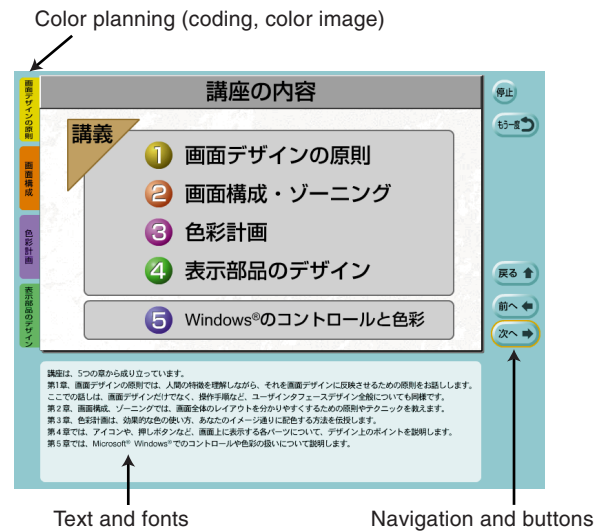 Color planning (coding, color image)
画面デザインの原則
画面構成
色彩計画
表示部品のデザイン
講座の内容
講義
1 画面デザインの原則
2 画面構成・ゾーニング
3 色彩計画
4 表示部品のデザイン
5 Windows®のコントロールと色彩
停止
もう一度
戻る
前へ
次へ
講座は、5つの章から成り立っています。
第1章、画面デザインの原則では、人間の特徴を理解しながら、それを画面デザインに反映させるための原則をお話しします。
ここでの話しは、画面デザインだけでなく、操作手順など、ユーザインタフェースデザイン全般についても同様です。
第2章、画面構成、ゾーニングでは、画面全体のレイアウトを分かりやすくするための原則やテクニックを教えます。
第3章、色彩計画は、効果的な色の使い方、あなたのイメージ通りに配色する方法を伝授します。
第4章では、アイコンや、押しボタンなど、画面上に表示する各パーツについて、デザイン上のポイントを説明します。
第5章では、Microsoft® Windows®でのコントロールや色彩の扱いについて説明します。
Text and fonts
Navigation and buttons